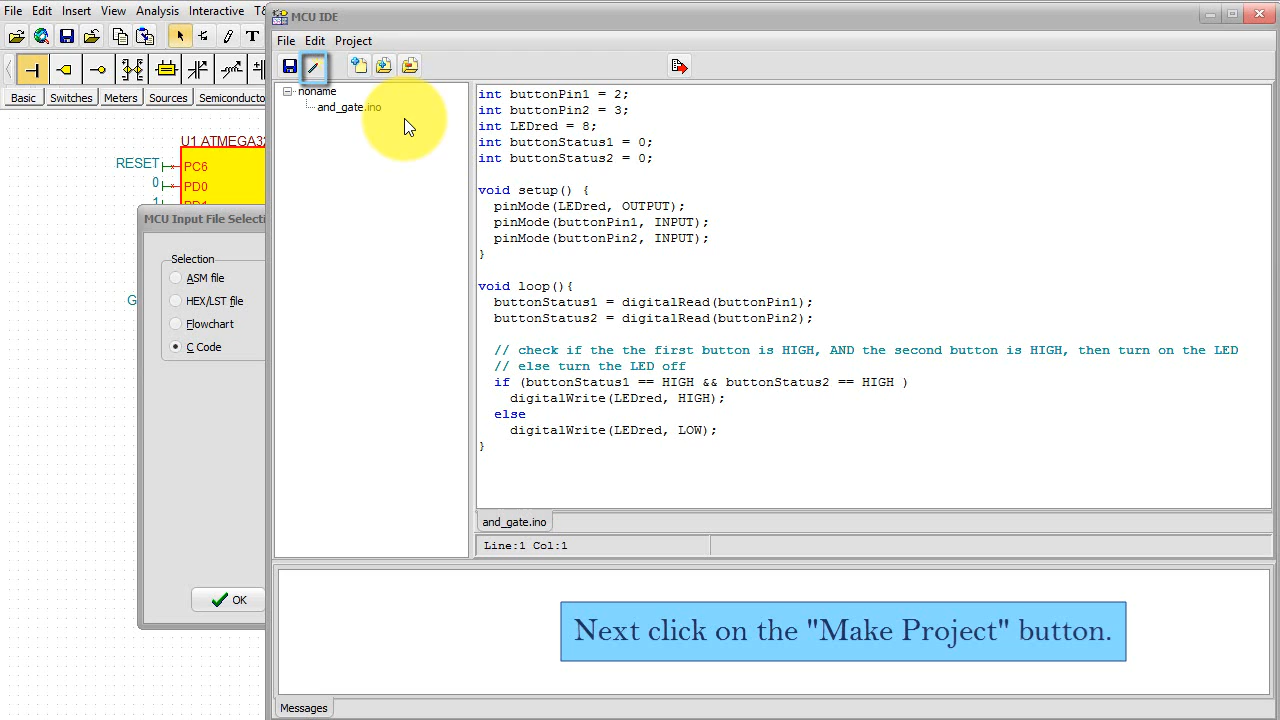 File Edit Insert View Analysis Interactive T&
MCU IDE
File Edit Project
Basic Switches Meters Sources Semiconducto
noname
and_gate.ino
U1 ATMEGA32
RESET PC6
0 PD0
1 PD1
G
MCU Input File Selecti
Selection
ASM file
HEX/LST file
Flowchart
C Code
OK
int buttonPin1 = 2;
int buttonPin2 = 3;
int LEDred = 8;
int buttonStatus1 = 0;
int buttonStatus2 = 0;
void setup() {
pinMode(LEDred, OUTPUT);
pinMode(buttonPin1, INPUT);
pinMode(buttonPin2, INPUT);
}
void loop(){
buttonStatus1 = digitalRead(buttonPin1);
buttonStatus2 = digitalRead(buttonPin2);
// check if the the first button is HIGH, AND the second button is HIGH, then turn on the LED
// else turn the LED off
if (buttonStatus1 == HIGH && buttonStatus2 == HIGH )
digitalWrite(LEDred, HIGH);
else
digitalWrite(LEDred, LOW);
}
and_gate.ino
Line:1 Col:1
Next click on the "Make Project" button.
Messages